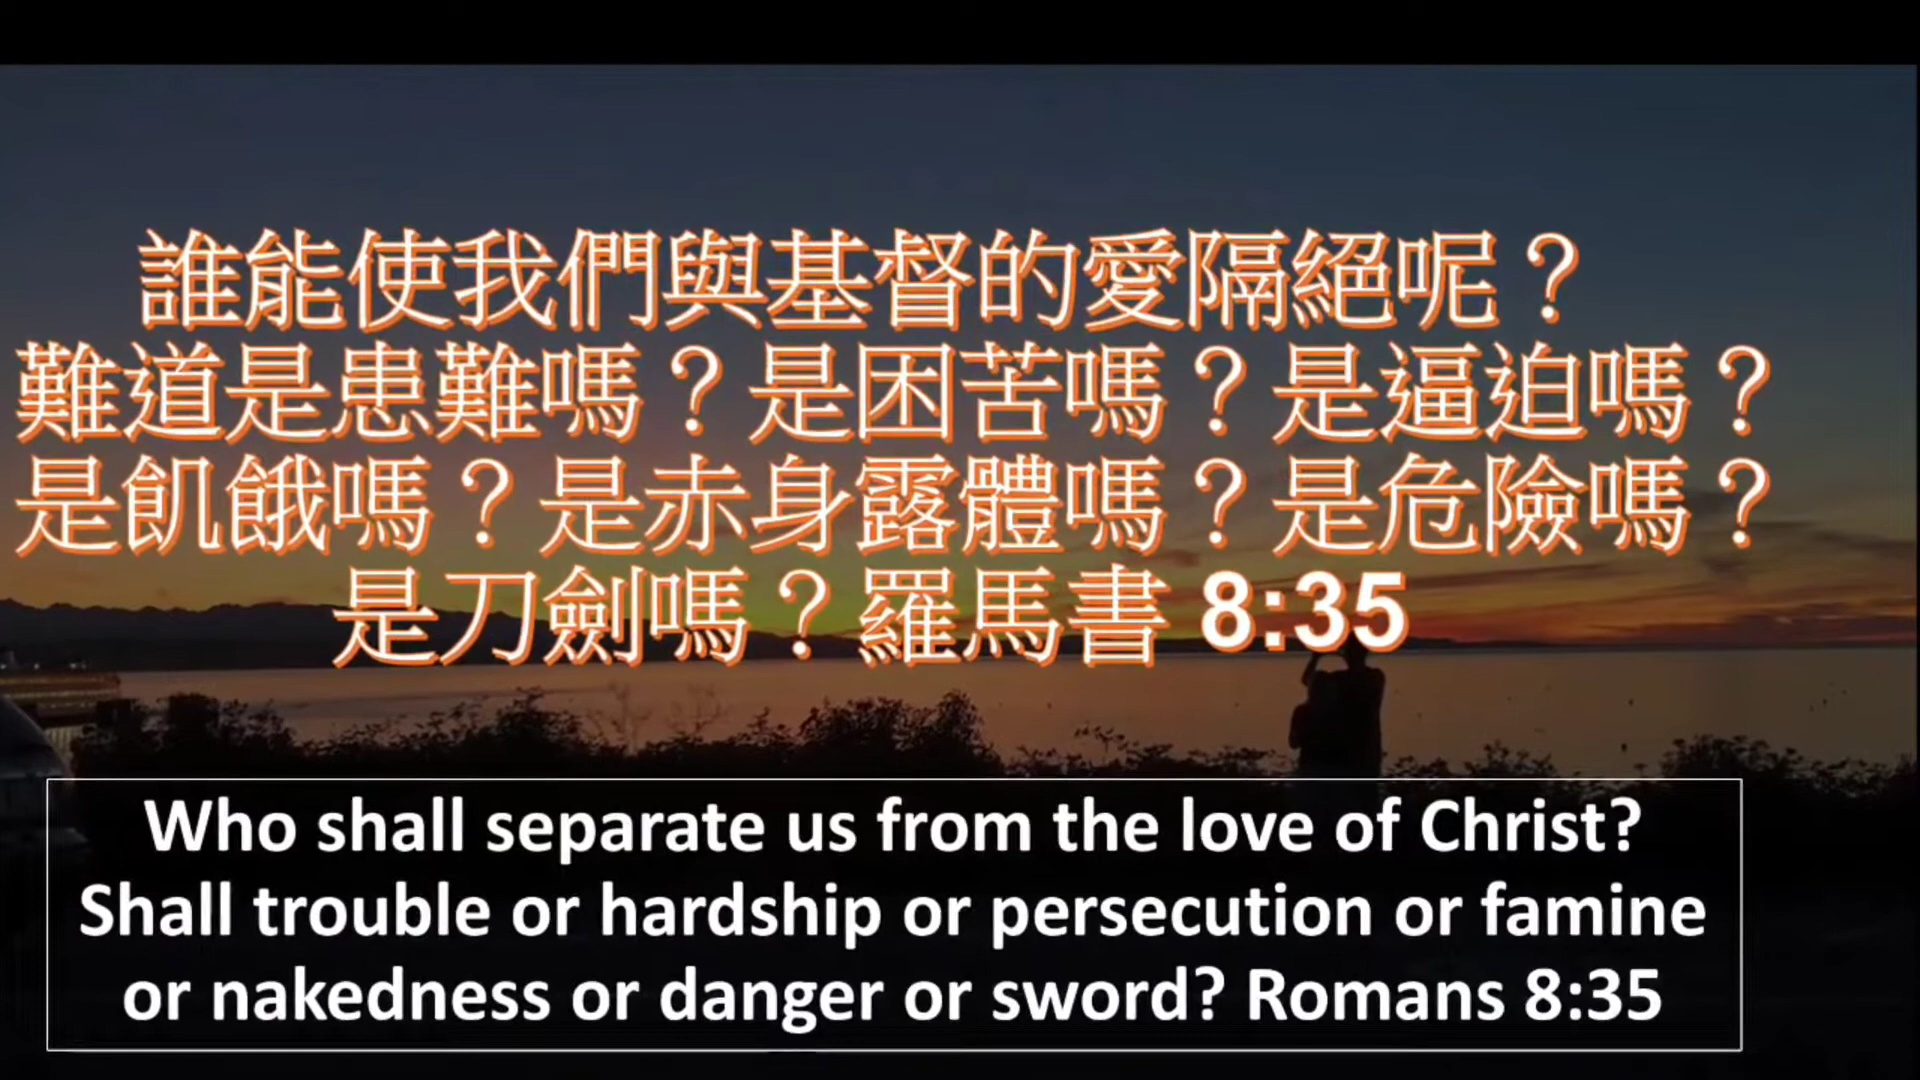 誰能使我們與基督的愛隔絕呢？
難道是患難嗎？是困苦嗎？是逼迫嗎？
是飢餓嗎？是赤身露體嗎？是危險嗎？
是刀劍嗎？羅馬書 8:35
Who shall separate us from the love of Christ?
Shall trouble or hardship or persecution or famine
or nakedness or danger or sword? Romans 8:35